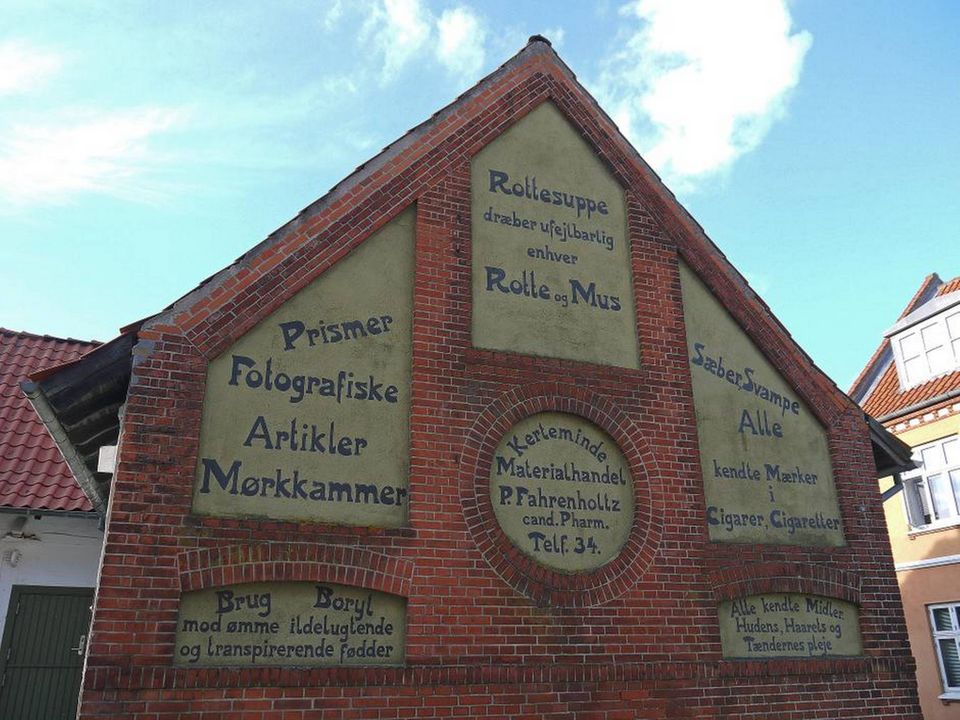 Rottesuppe
dræber ufejlbarlig
enhver
Rotte og Mus
Prismer
Fotografiske
Artikler
Mørkkammer
Sæber, Svampe
Alle
kendte Mærker
i
Cigarer, Cigaretter
Kerteminde
Materialhandel
P. Fahrenholtz
cand. Pharm.
Telf. 34.
Brug Boryl
mod ømme ildelugtende
og transpirerende fødder
Alle kendte Midler
Hudens, Haarets og
Tændernes pleje